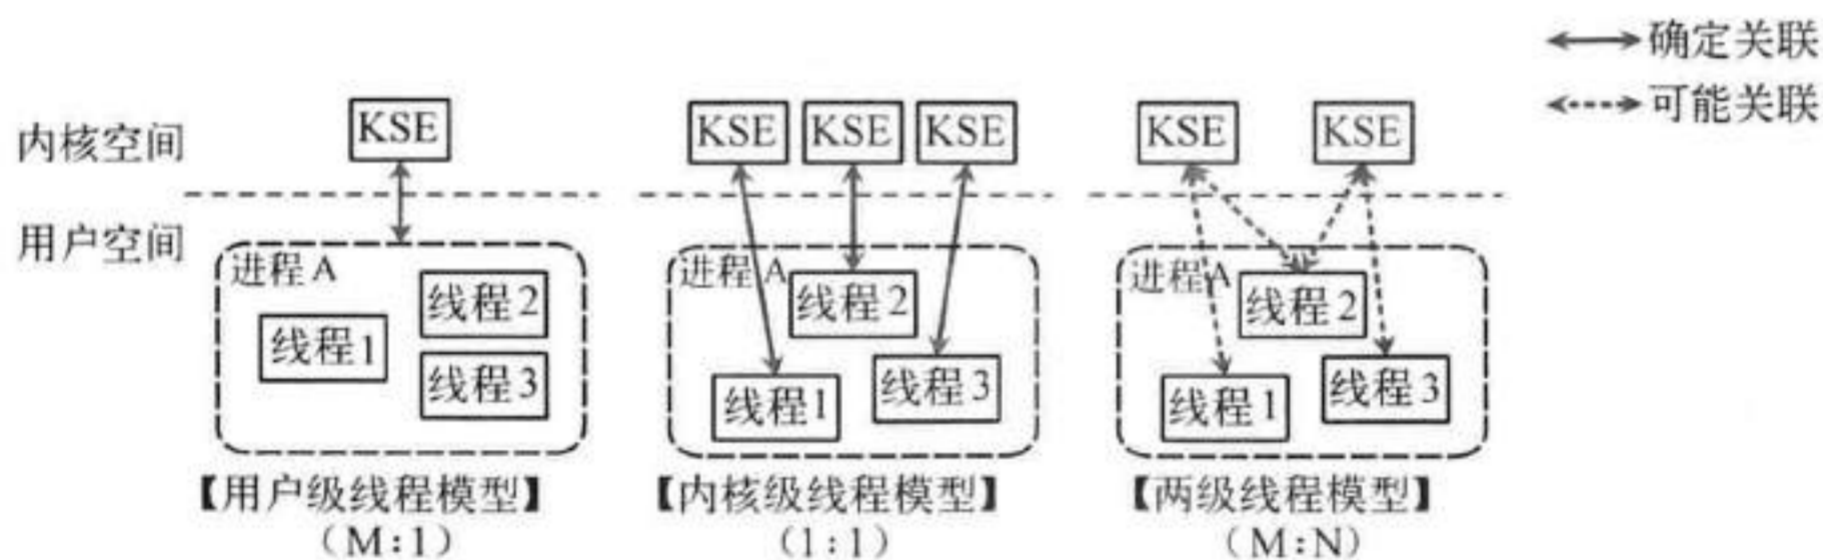 确定关联
可能关联
内核空间
KSE
KSE KSE KSE
KSE KSE
用户空间
进程A
线程1
线程2
线程3
进程A
线程2
线程1
线程3
进程A
线程2
线程1
线程3
【用户级线程模型】
(M:1)
【内核级线程模型】
(1:1)
【两级线程模型】
(M:N)